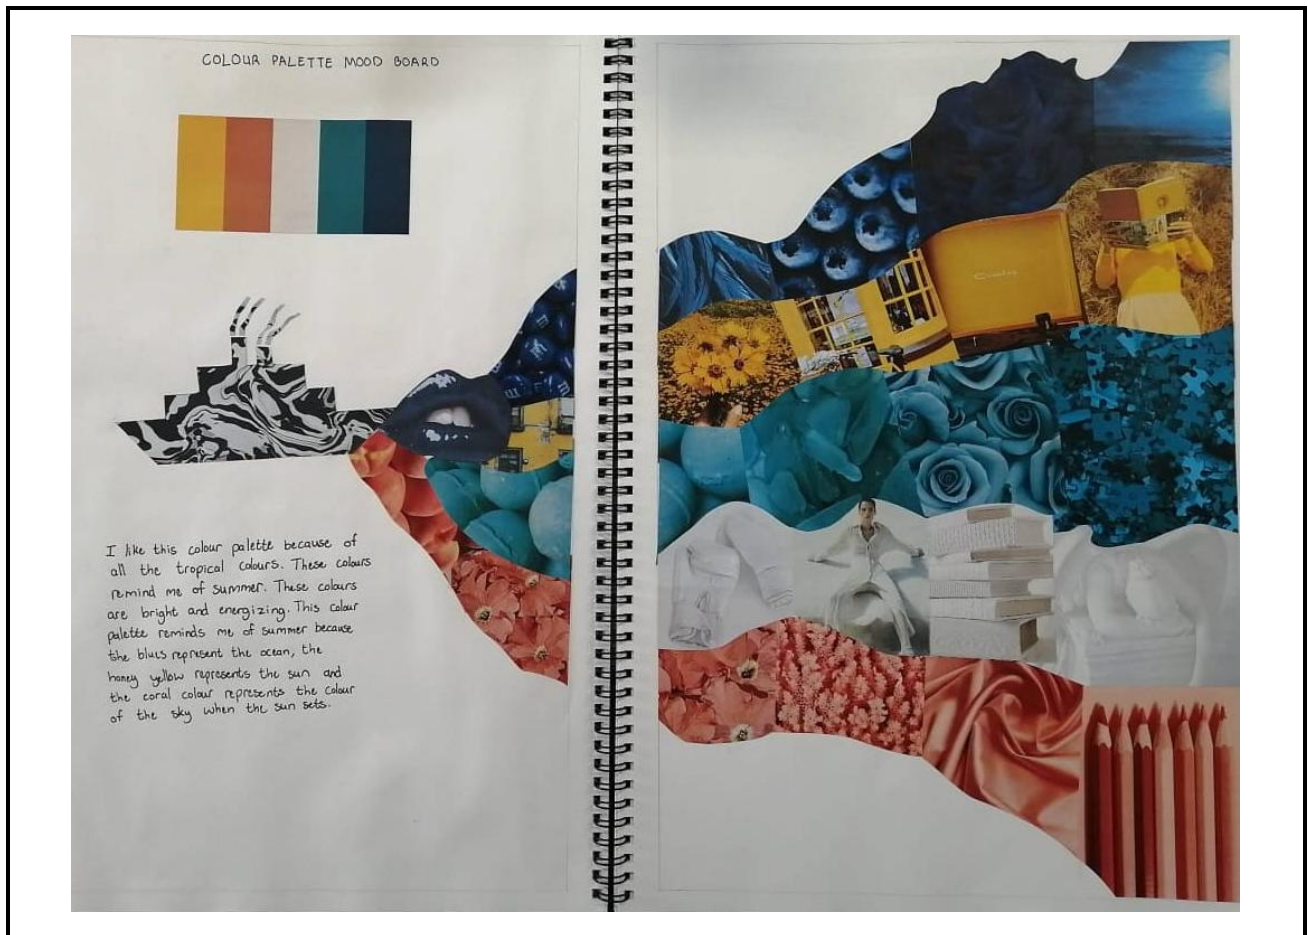 COLOUR PALETTE MOOD BOARD
I like this colour palette because of
all the tropical colours. These colours
remind me of summer. These colours
are bright and energizing. This colour
palette reminds me of summer because
the blues represent the ocean, the
honey yellow represents the sun and
the coral colour represents the colour
of the sky when the sun sets.
Crosley